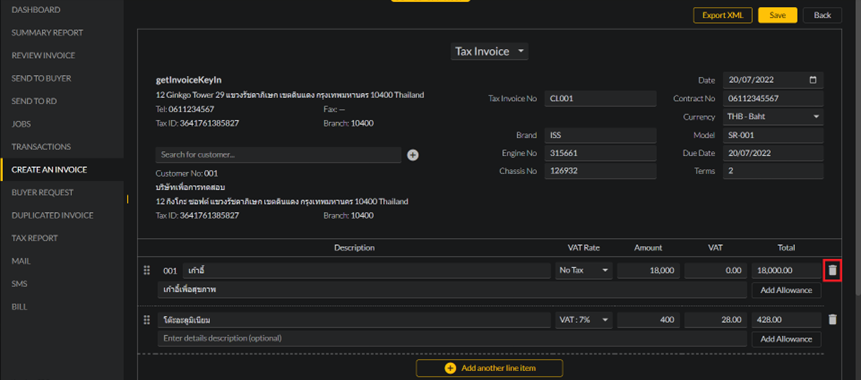 DASHBOARD
SUMMARY REPORT
REVIEW INVOICE
SEND TO BUYER
SEND TO RD
JOBS
TRANSACTIONS
CREATE AN INVOICE
BUYER REQUEST
DUPLICATED INVOICE
TAX REPORT
MAIL
SMS
BILL
Export XML Save Back
Tax Invoice
getInvoiceKeyIn
12 Ginkgo Tower 29 แขวงรัชดาภิเษก เขตดินแดง กรุงเทพมหานคร 10400 Thailand
Tel: 0611234567 Fax: —
Tax ID: 3641761385827 Branch: 10400
Search for customer...
Customer No: 001
บริษัทเพื่อการทดสอบ
12 กิงโกะ ซอฟต์ แขวงรัชดาภิเษก เขตดินแดง กรุงเทพมหานคร 10400 Thailand
Tax ID: 3641761385827 Branch: 10400
Tax Invoice No CI.001
Brand ISS
Engine No 315661
Chassis No 126932
Date 20/07/2022
Contract No 06112345567
Currency THB - Baht
Model SR-001
Due Date 20/07/2022
Terms 2
Description VAT Rate Amount VAT Total
001 เก้าอี้ No Tax 18,000 0.00 18,000.00
เก้าอี้เพื่อสุขภาพ Add Allowance
โต๊ะอะลูมิเนียม VAT : 7% 400 28.00 428.00
Enter details description (optional) Add Allowance
Add another line item